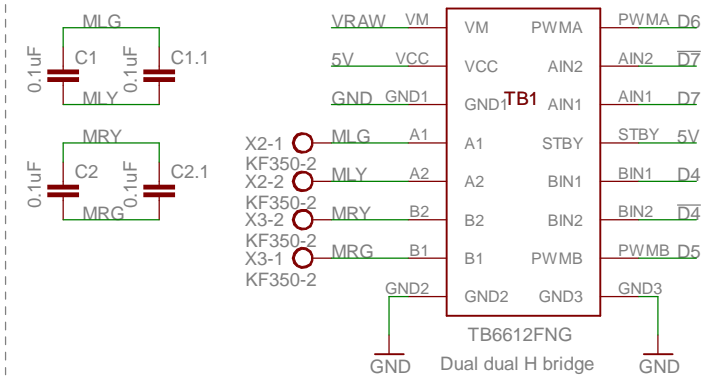 MLG
0.1uF C1 0.1uF C1.1
MLY
MRY
0.1uF C2 0.1uF C2.1
MRG
VRAW VM VM PWMA PWMA D6
5V VCC VCC AIN2 AIN2 D7
GND GND1 GND1 TB1 AIN1 AIN1 D7
X2-1 MLG A1 A1 STBY STBY 5V
KF350-2
X2-2 MLY A2 A2 BIN1 BIN1 D4
KF350-2
X3-2 MRY B2 B2 BIN2 BIN2 D4
KF350-2
X3-1 MRG B1 B1 PWMB PWMB D5
KF350-2
GND2 GND2 GND3 GND3
TB6612FNG
GND Dual dual H bridge GND